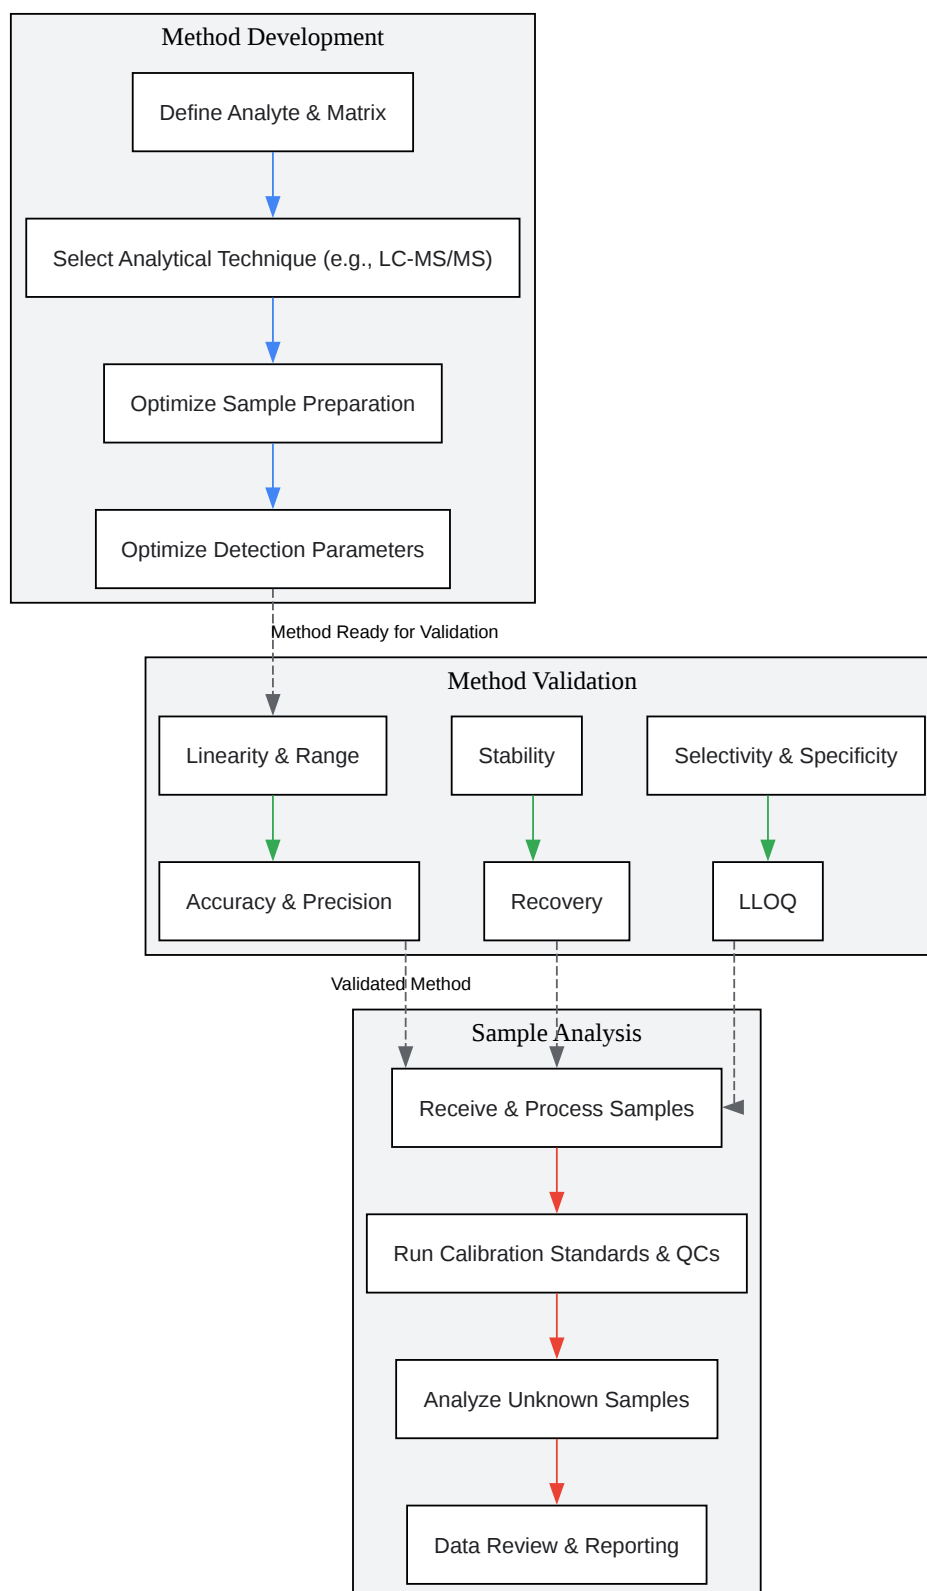 Method Development
Define Analyte & Matrix
Select Analytical Technique (e.g., LC-MS/MS)
Optimize Sample Preparation
Optimize Detection Parameters
Method Ready for Validation
Method Validation
Linearity & Range
Stability
Selectivity & Specificity
Accuracy & Precision
Recovery
LLOQ
Validated Method
Sample Analysis
Receive & Process Samples
Run Calibration Standards & QCs
Analyze Unknown Samples
Data Review & Reporting